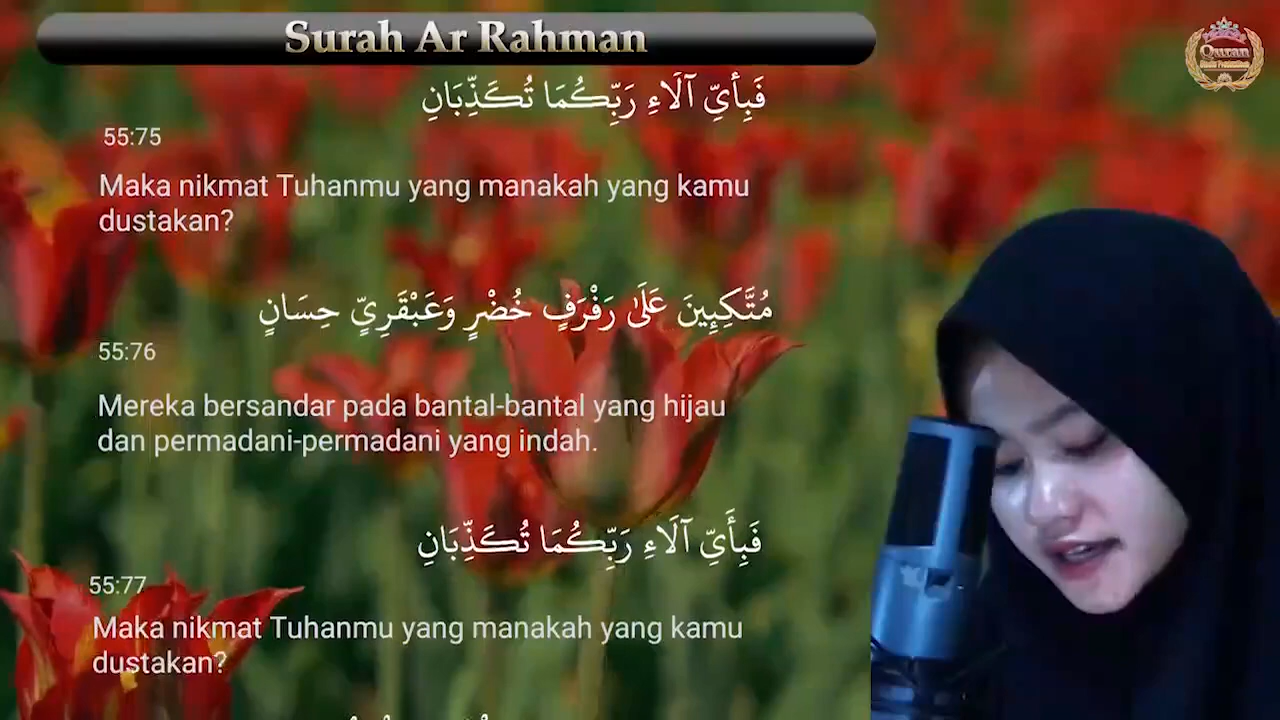 Surah Ar Rahman
Quran
فَبِأَيِّ آلَاءِ رَبِّكُمَا تُكَذِّبَانِ
55:75
Maka nikmat Tuhanmu yang manakah yang kamu
dustakan?
مُتَّكِئِينَ عَلَىٰ رَفْرَفٍ خُضْرٍ وَعَبْقَرِيٍّ حِسَانٍ
55:76
Mereka bersandar pada bantal-bantal yang hijau
dan permadani-permadani yang indah.
فَبِأَيِّ آلَاءِ رَبِّكُمَا تُكَذِّبَانِ
55:77
Maka nikmat Tuhanmu yang manakah yang kamu
dustakan?